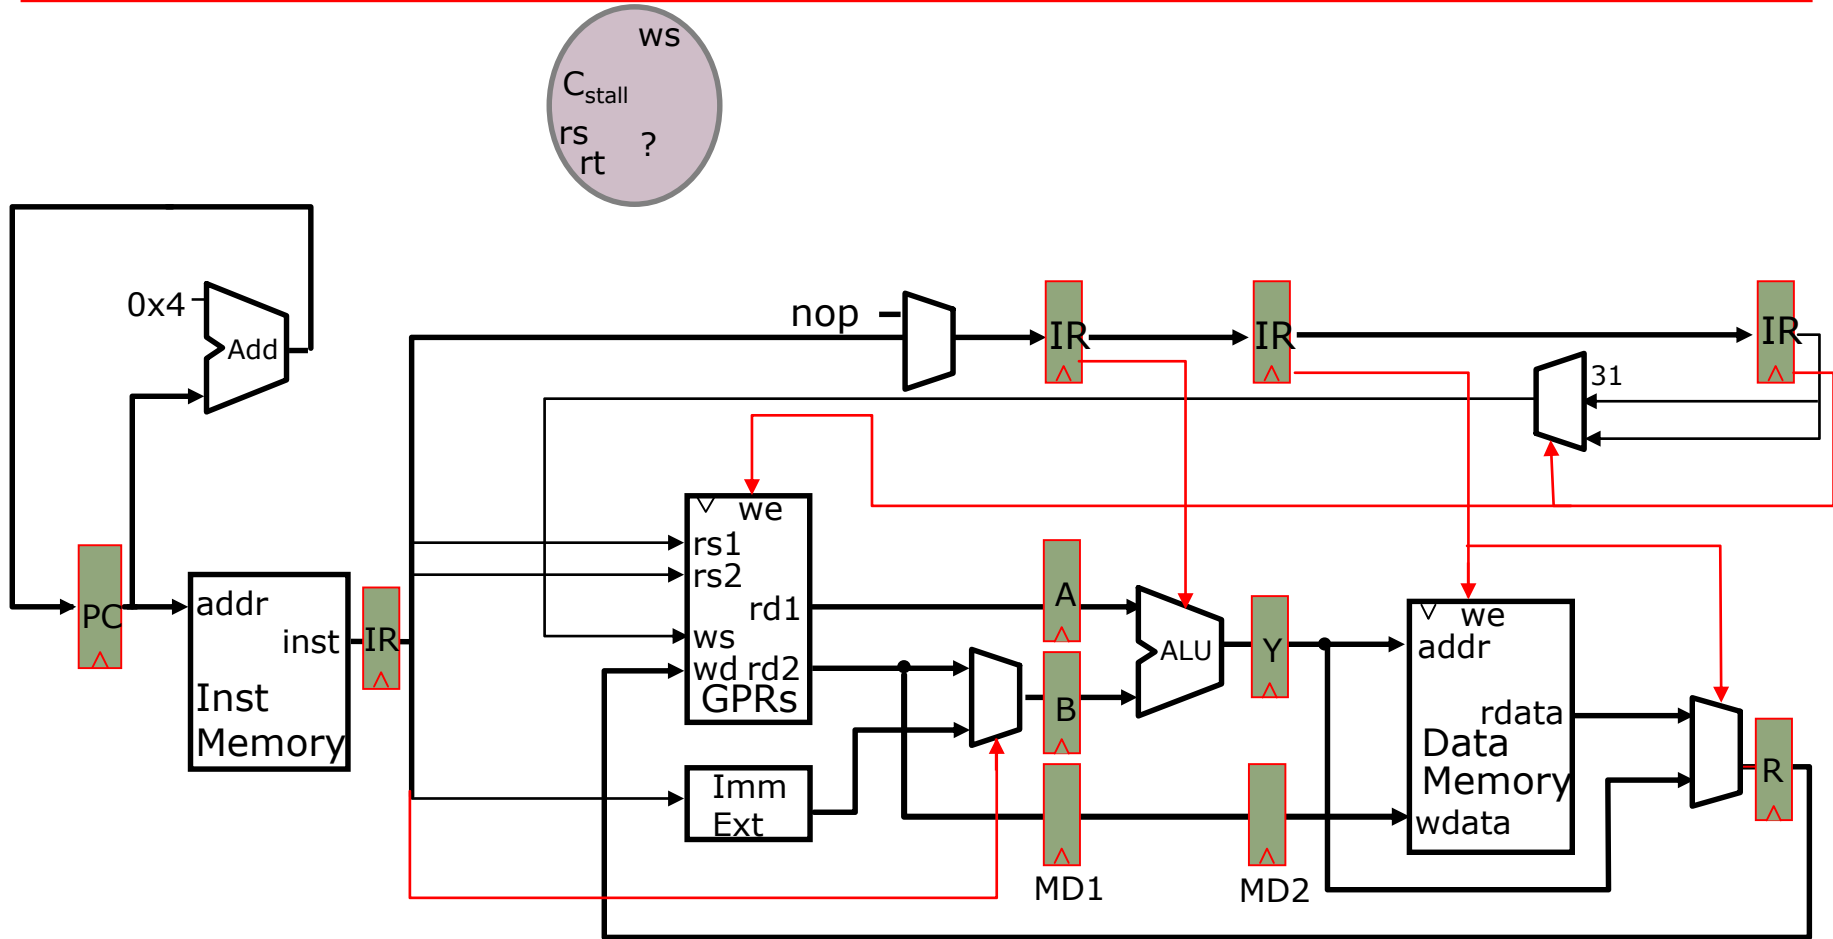 ws
C stall
rs
rt
?
0x4
Add
nop
IR
IR
IR
31
PC
addr
inst
Inst
Memory
IR
we
rs1
rs2
rd1
ws
wd rd2
GPRs
Imm
Ext
A
B
MD1
ALU
Y
MD2
we
addr
rdata
Data
Memory
wdata
R